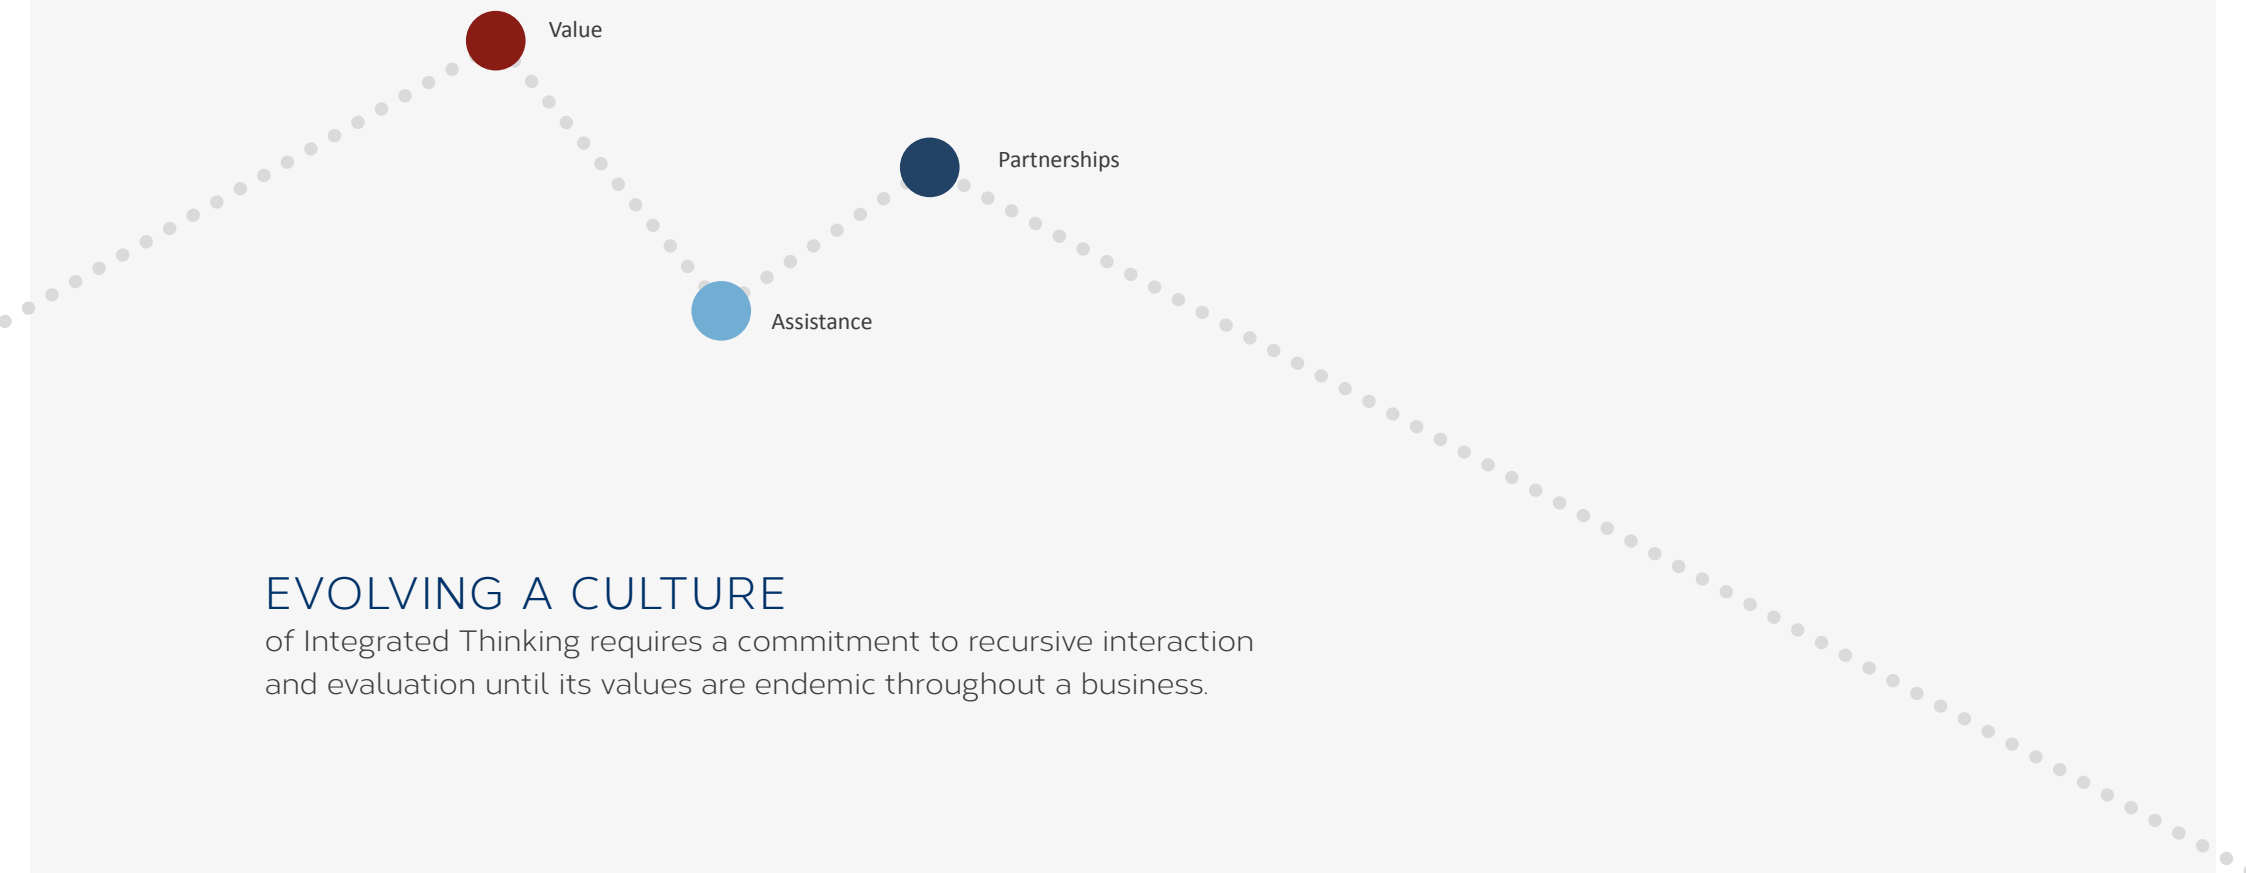 Value
Partnerships
Assistance
EVOLVING A CULTURE
of Integrated Thinking requires a commitment to recursive interaction
and evaluation until its values are endemic throughout a business.